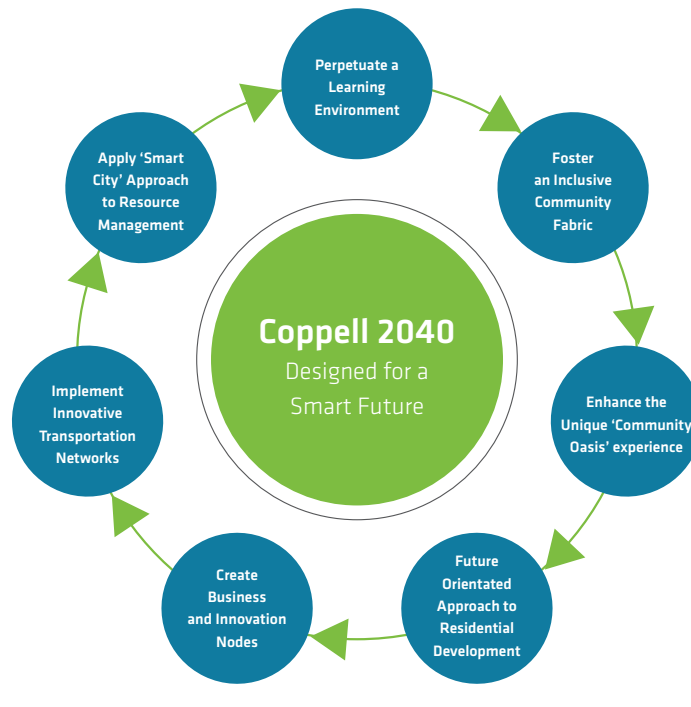 Perpetuate a
Learning
Environment
Foster
an Inclusive
Community
Fabric
Enhance the
Unique ‘Community
Oasis’ experience
Future
Orientated
Approach to
Residential
Development
Create
Business
and Innovation
Nodes
Implement
Innovative
Transportation
Networks
Apply ‘Smart
City’ Approach
to Resource
Management
Coppell 2040
Designed for a
Smart Future